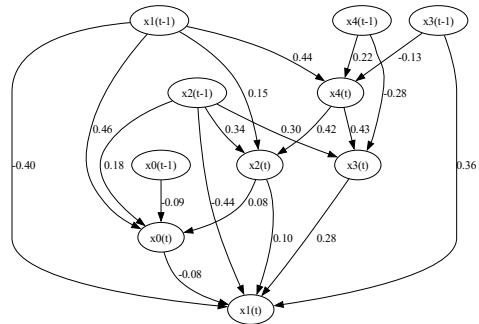 x1(t-1) x4(t-1) x3(t-1)
0.44 0.22 -0.13
x2(t-1) x4(t)
0.15 -0.28
0.46 0.34 0.30 0.42 0.43
-0.40 0.18 x0(t-1) x2(t) x3(t) 0.36
-0.09 -0.44 0.08
x0(t)
0.10 0.28
-0.08
x1(t)